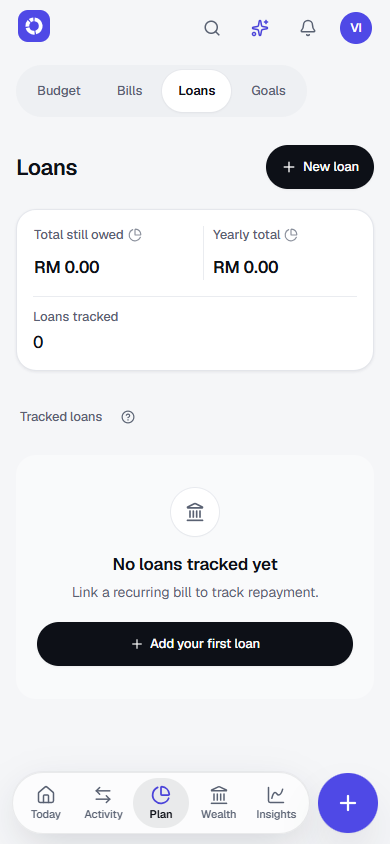 VI
Budget Bills Loans Goals
Loans
New loan
Total still owed Yearly total
RM 0.00 RM 0.00
Loans tracked
0
Tracked loans
No loans tracked yet
Link a recurring bill to track repayment.
Add your first loan
Today Activity Plan Wealth Insights